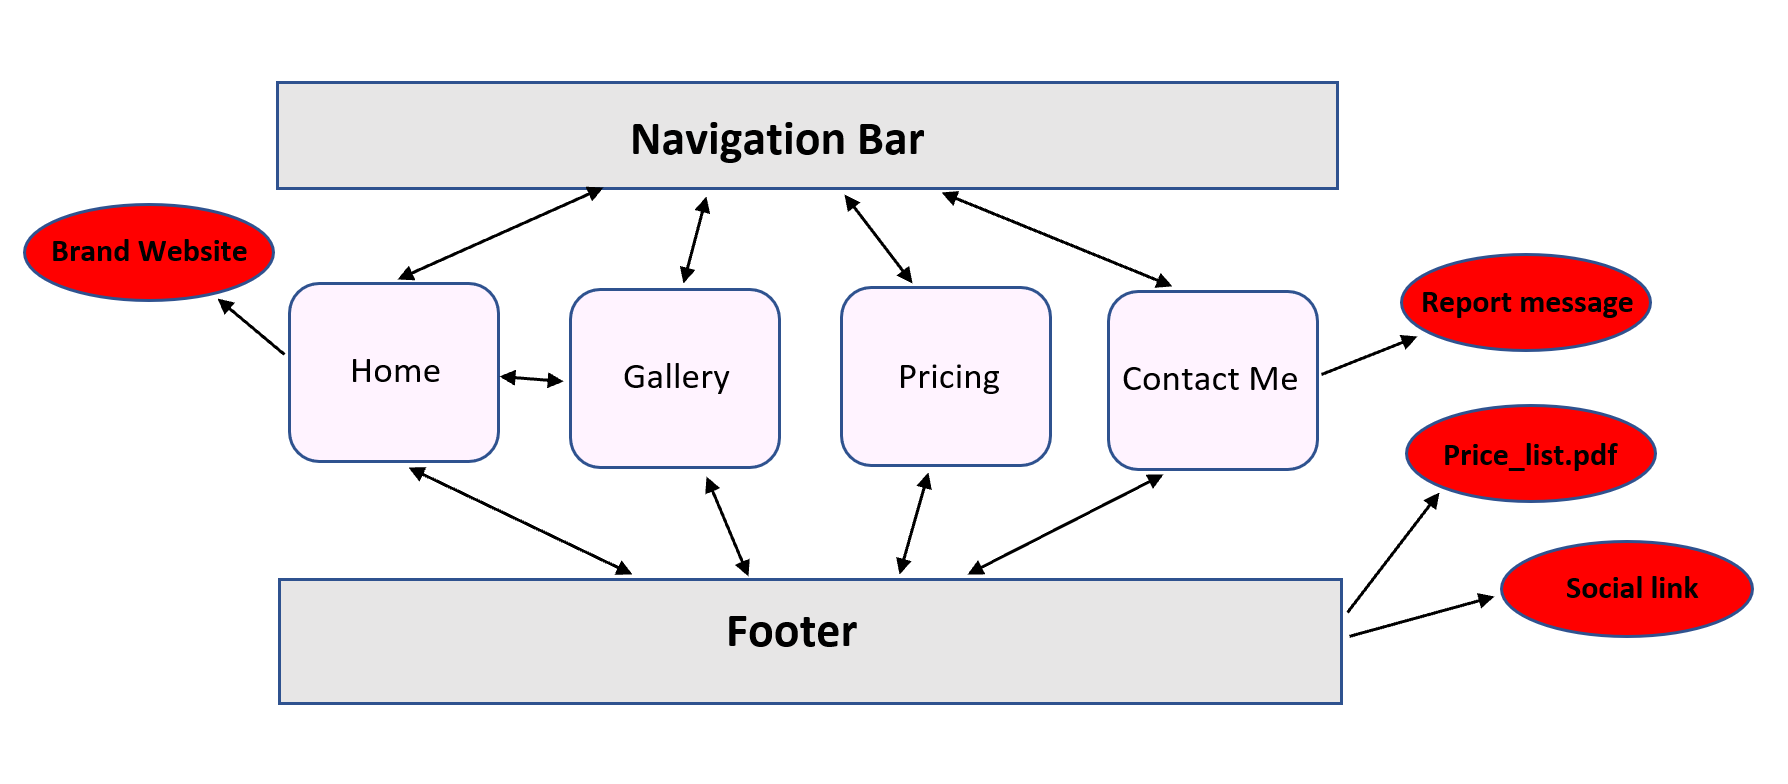 Navigation Bar
Brand Website
Report message
Home
Gallery
Pricing
Contact Me
Price_list.pdf
Social link
Footer